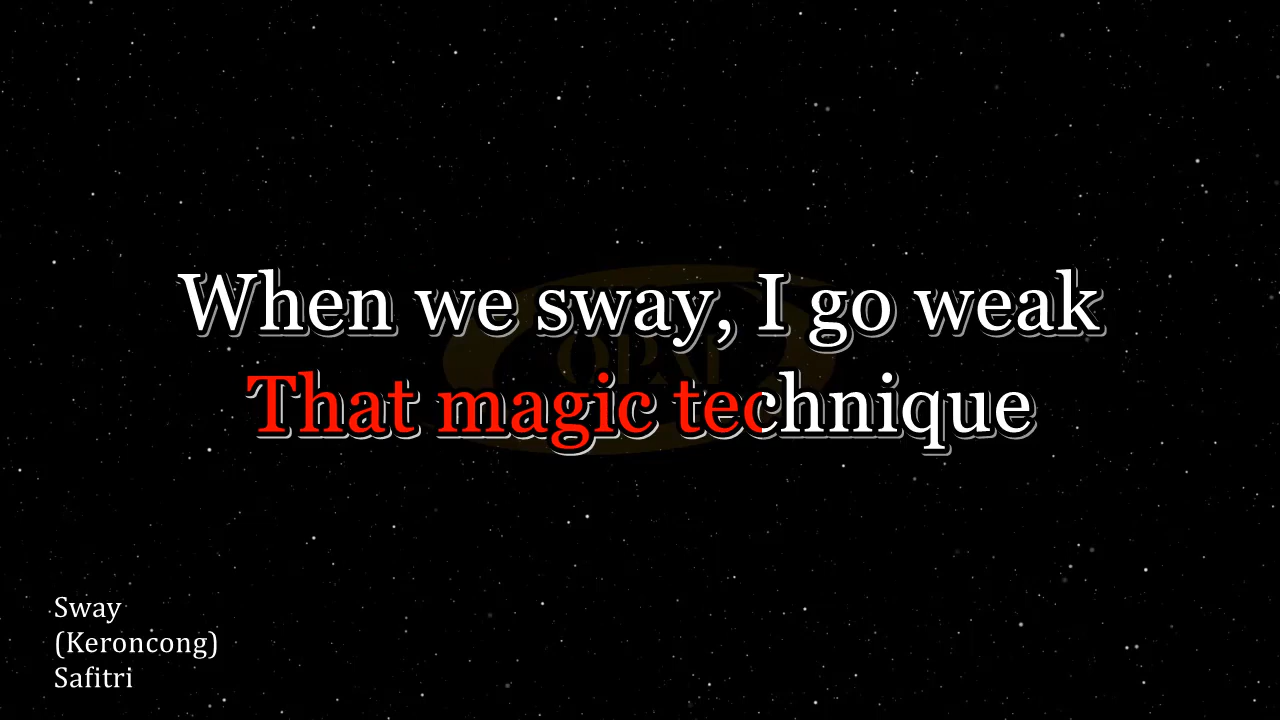 When we sway, I go weak
That magic technique
Sway
(Keroncong)
Safitri